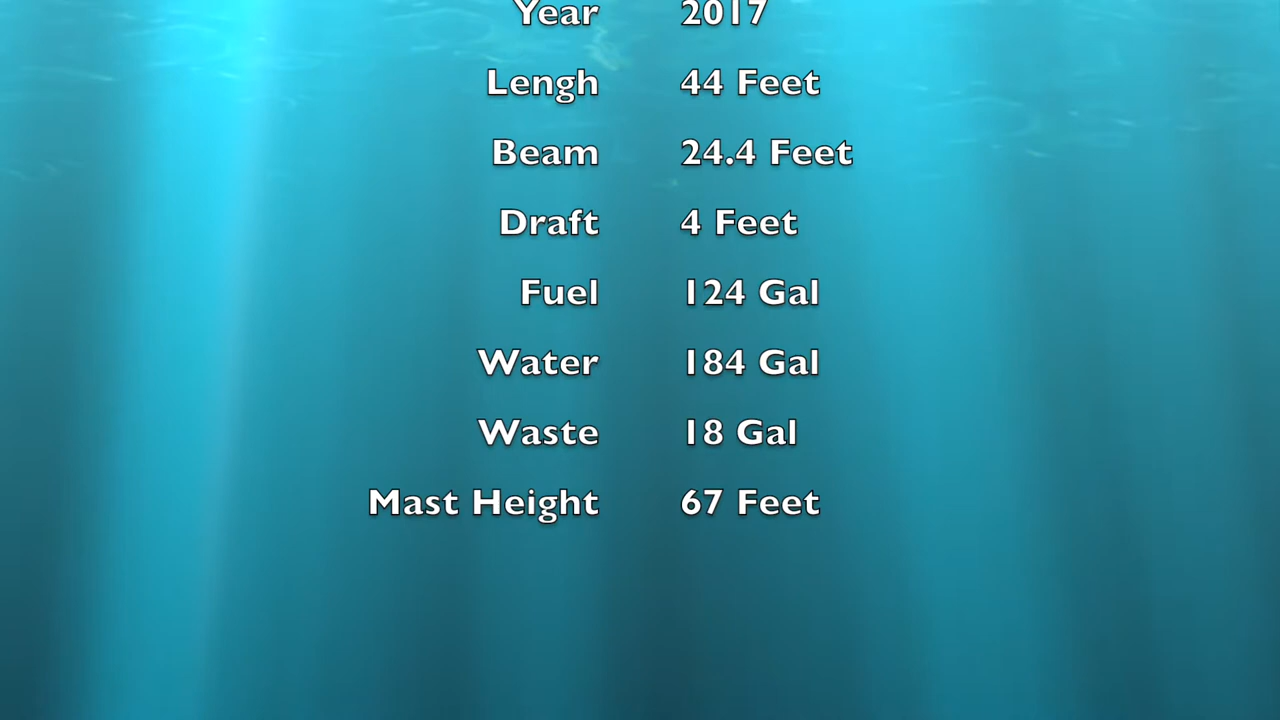 Year 2017
Lengh 44 Feet
Beam 24.4 Feet
Draft 4 Feet
Fuel 124 Gal
Water 184 Gal
Waste 18 Gal
Mast Height 67 Feet